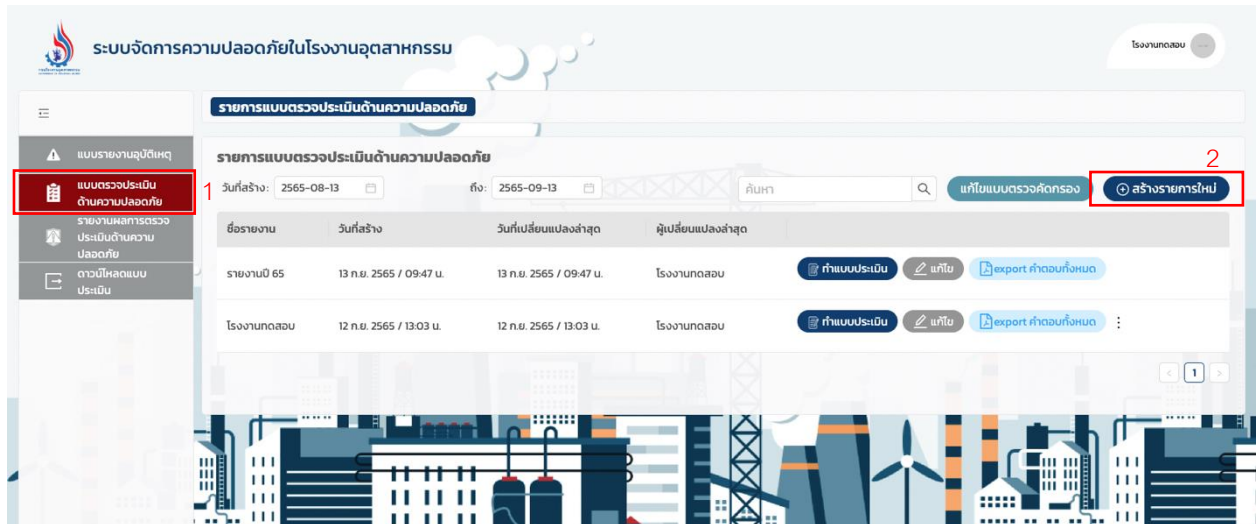 ระบบจัดการความปลอดภัยในโรงงานอุตสาหกรรม
โรงงานทดสอบ
รายการแบบตรวจประเมินด้านความปลอดภัย
แบบรายงานอุบัติเหตุ
แบบตรวจประเมิน
ด้านความปลอดภัย
1
รายงานผลการตรวจ
ประเมินด้านความ
ปลอดภัย
ดาวน์โหลดแบบ
ประเมิน
รายการแบบตรวจประเมินด้านความปลอดภัย
2
วันที่สร้าง: 2565-08-13 ถึง: 2565-09-13 ค้นหา แก้ไขแบบตรวจคัดกรอง สร้างรายการใหม่
ชื่อรายงาน วันที่สร้าง วันที่เปลี่ยนแปลงล่าสุด ผู้เปลี่ยนแปลงล่าสุด
รายงานปี 65 13 ก.ย. 2565 / 09:47 น. 13 ก.ย. 2565 / 09:47 น. โรงงานทดสอบ ทำแบบประเมิน แก้ไข export คำตอบทั้งหมด
โรงงานทดสอบ 12 ก.ย. 2565 / 13:03 น. 12 ก.ย. 2565 / 13:03 น. โรงงานทดสอบ ทำแบบประเมิน แก้ไข export คำตอบทั้งหมด
< 1 >